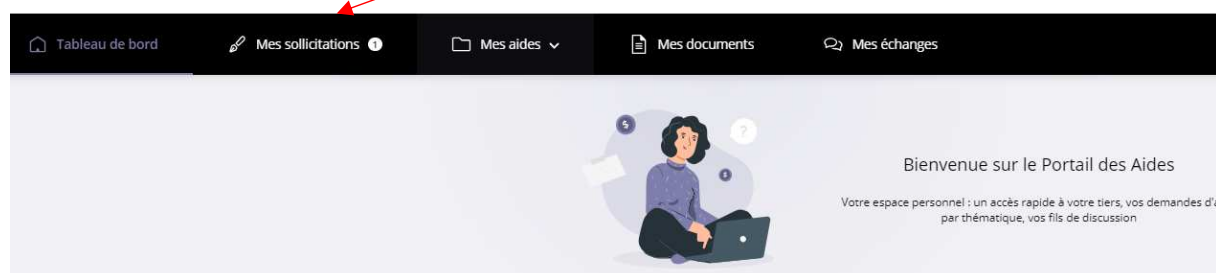 Tableau de bord
Mes sollicitations 1
Mes aides
Mes documents
Mes échanges
$
?
$
Bienvenue sur le Portail des Aides
Votre espace personnel : un accès rapide à votre tiers, vos demandes
par thématique, vos fils de discussion